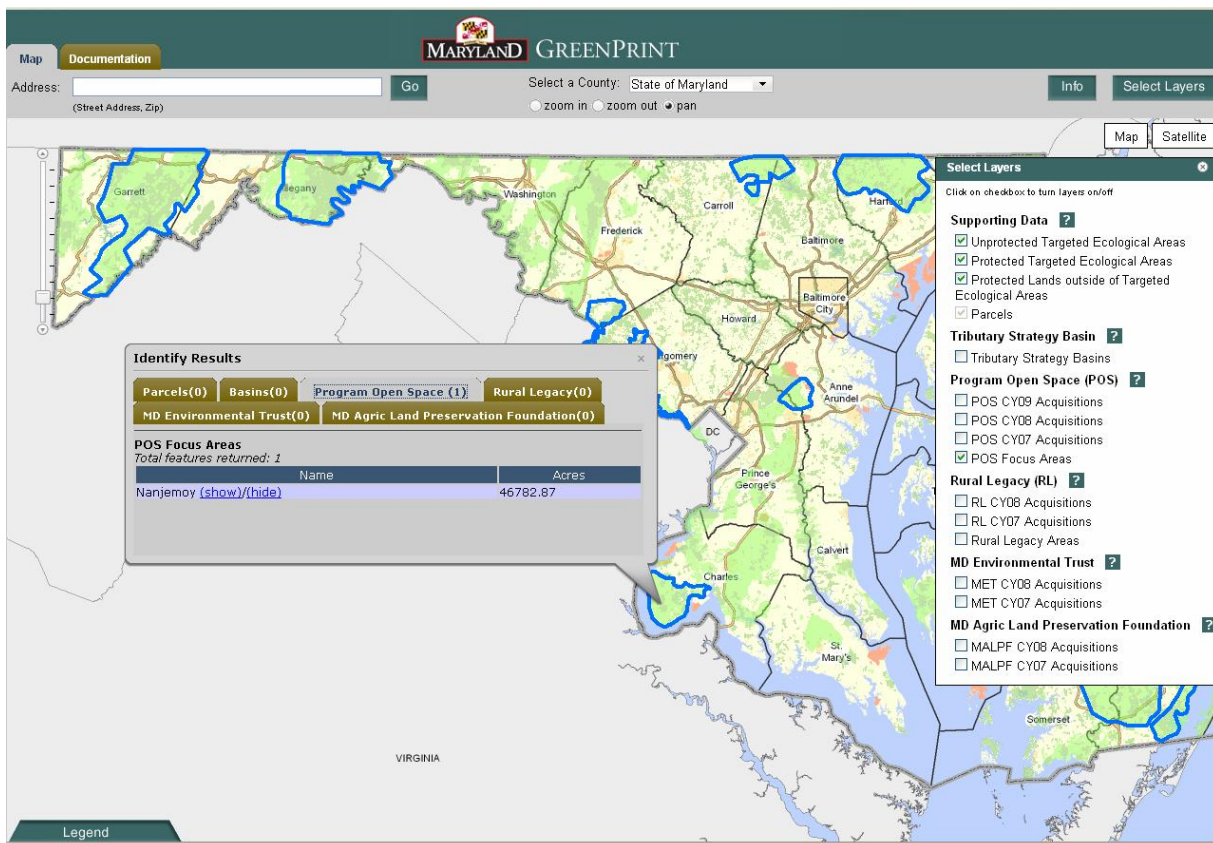 MARYLAND GREENPRINT
Map Documentation
Address: Go
(Street Address, Zip)
Select a County: State of Maryland
zoom in zoom out pan
Info Select Layers
Map Satellite
Garrett
Allegany
Washington
Frederick
Carroll
Baltimore
Harford
Baltimore
City
Howard
Anne
Arundel
DC
Prince
George's
Calvert
Charles
St.
Mary's
Somerset
VIRGINIA
Identify Results
Parcels(0) Basins(0) Program Open Space (1) Rural Legacy(0)
MD Environmental Trust(0) MD Agric Land Preservation Foundation(0)
POS Focus Areas
Total features returned: 1
Name Acres
Nanjemoy (show)/(hide) 46782.87
Select Layers
Click on checkbox to turn layers on/off
Supporting Data ?
Unprotected Targeted Ecological Areas
Protected Targeted Ecological Areas
Protected Lands outside of Targeted
Ecological Areas
Parcels
Tributary Strategy Basin ?
Tributary Strategy Basins
Program Open Space (POS) ?
POS CY09 Acquisitions
POS CY08 Acquisitions
POS CY07 Acquisitions
POS Focus Areas
Rural Legacy (RL) ?
RL CY08 Acquisitions
RL CY07 Acquisitions
Rural Legacy Areas
MD Environmental Trust ?
MET CY08 Acquisitions
MET CY07 Acquisitions
MD Agric Land Preservation Foundation ?
MALPF CY08 Acquisitions
MALPF CY07 Acquisitions
Legend